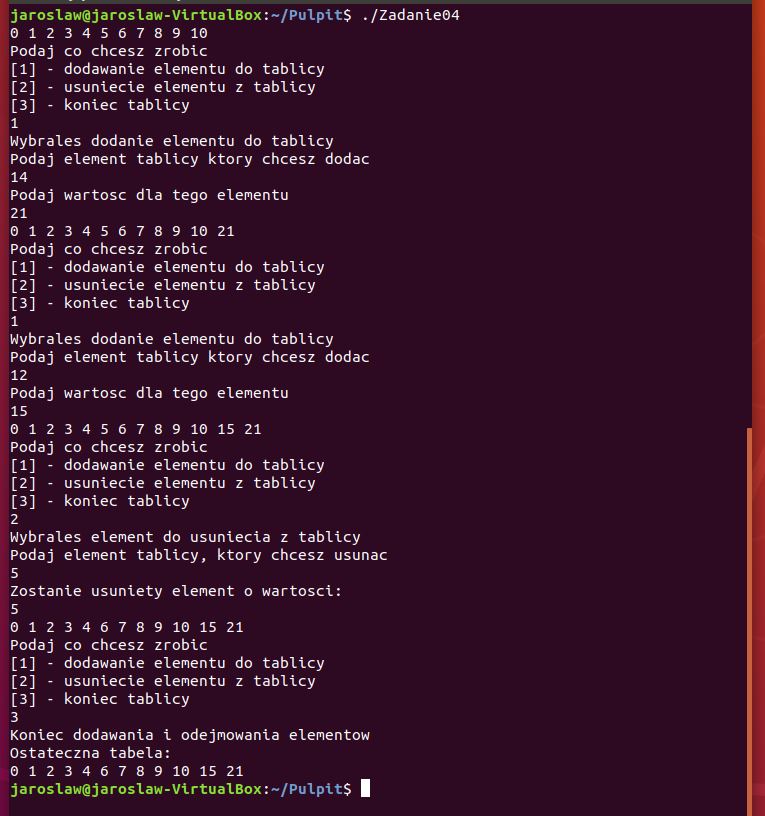 jaroslaw@jaroslaw-VirtualBox:~/Pulpit$ ./Zadanie04
0 1 2 3 4 5 6 7 8 9 10
Podaj co chcesz zrobic
[1] - dodawanie elementu do tablicy
[2] - usuniecie elementu z tablicy
[3] - koniec tablicy
1
Wybrales dodanie elementu do tablicy
Podaj element tablicy ktory chcesz dodac
14
Podaj wartosc dla tego elementu
21
0 1 2 3 4 5 6 7 8 9 10 21
Podaj co chcesz zrobic
[1] - dodawanie elementu do tablicy
[2] - usuniecie elementu z tablicy
[3] - koniec tablicy
1
Wybrales dodanie elementu do tablicy
Podaj element tablicy ktory chcesz dodac
12
Podaj wartosc dla tego elementu
15
0 1 2 3 4 5 6 7 8 9 10 15 21
Podaj co chcesz zrobic
[1] - dodawanie elementu do tablicy
[2] - usuniecie elementu z tablicy
[3] - koniec tablicy
2
Wybrales element do usuniecia z tablicy
Podaj element tablicy, ktory chcesz usunac
5
Zostanie usuniety element o wartosci:
5
0 1 2 3 4 6 7 8 9 10 15 21
Podaj co chcesz zrobic
[1] - dodawanie elementu do tablicy
[2] - usuniecie elementu z tablicy
[3] - koniec tablicy
3
Koniec dodawania i odejmowania elementow
Ostateczna tabela:
0 1 2 3 4 6 7 8 9 10 15 21
jaroslaw@jaroslaw-VirtualBox:~/Pulpit$